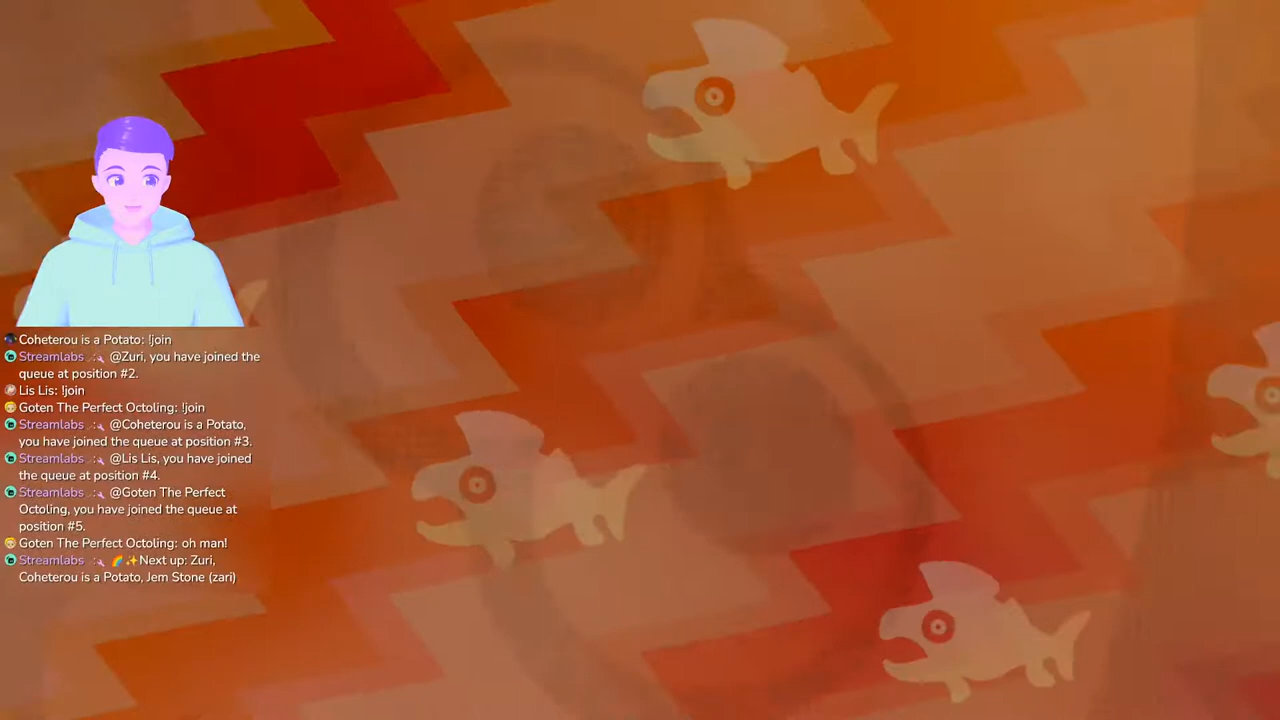 Coheterou is a Potato: !join
Streamlabs @Zuri, you have joined the
queue at position #2.
Lis Lis: !join
Goten The Perfect Octoling: !join
Streamlabs @Coheterou is a Potato,
you have joined the queue at position #3.
Streamlabs @Lis Lis, you have joined
the queue at position #4.
Streamlabs @Goten The Perfect
Octoling, you have joined the queue at
position #5.
Goten The Perfect Octoling: oh man!
Streamlabs 🌈✨Next up: Zuri,
Coheterou is a Potato, Jem Stone (zari)